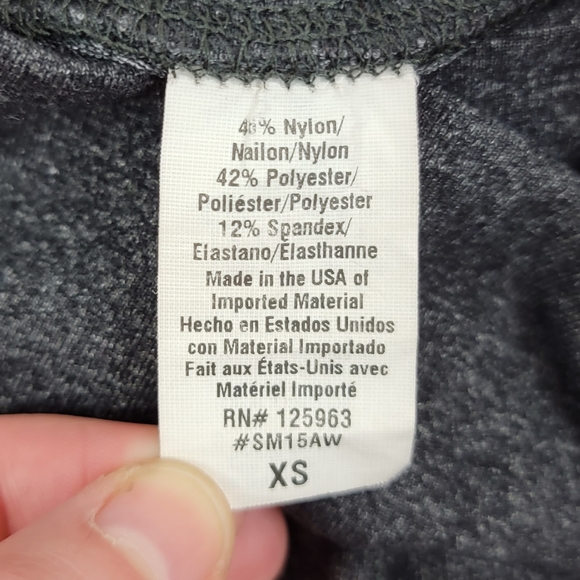 46% Nylon/
Nailon/Nylon
42% Polyester/
Poliéster/Polyester
12% Spandex/
Elastano/Élasthanne
Made in the USA of
Imported Material
Hecho en Estados Unidos
con Material Importado
Fait aux États-Unis avec
Matériel Importé
RN# 125963
#SM15AW
XS